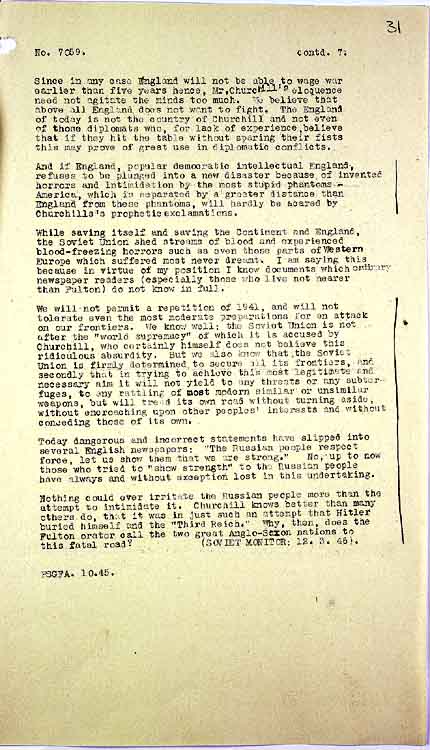 31
No. 7059. contd. 7.
Since in any case England will not be able to wage war
earlier than five years hence, Mr. Churchill's eloquence
need not agitate the minds too much. We believe that
above all England does not want to fight. The England
of today is not the country of Churchill and not even
of those diplomats who, for lack of experience, believe
that if they hit the table without sparing their fists
this may prove of great use in diplomatic conflicts.
And if England, popular democratic intellectual England,
refuses to be plunged into a new disaster because of invented
horrors and intimidation by the most stupid phantoms -
America, which is separated by a greater distance than
England from these phantoms, will hardly be scared by
Churchills's prophetic exclamations.
While saving itself and saving the Continent and England,
the Soviet Union shed streams of blood and experienced
blood-freezing horrors such as even those parts of Western
Europe which suffered most never dreamt. I am saying this
because in virtue of my position I know documents which ordinary
newspaper readers (especially those who live not nearer
than Fulton) do not know in full.
We will not permit a repetition of 1941, and will not
tolerate even the most moderate preparations for an attack
on our frontiers. We know well: the Soviet Union is not
after the "world supremacy" of which it is accused by
Churchill, who certainly himself does not believe this
ridiculous absurdity. But we also know that the Soviet
Union is firmly determined to secure all its frontiers, and
secondly that in trying to achieve this most legitimate and
necessary aim it will not yield to any threats or any subter-
fuges, to any rattling of most modern similar or unsimilar
weapons, but will tread its own road without turning aside,
without encroaching upon other peoples' interests and without
conceding those of its own.
Today dangerous and incorrect statements have slipped into
several English newspapers: "The Russian people respect
force, let us show them that we are strong." No, up to now
those who tried to "show strength" to the Russian people
have always and without exception lost in this undertaking.
Nothing could ever irritate the Russian people more than the
attempt to intimidate it. Churchill knows better than many
others do, that it was in just such an attempt that Hitler
buried himself and the "Third Reich." Why, then, does the
Fulton orator call the two great Anglo-Saxon nations to
this fatal road? (SOVIET MONITOR: 12. 3. 46).
10.45.